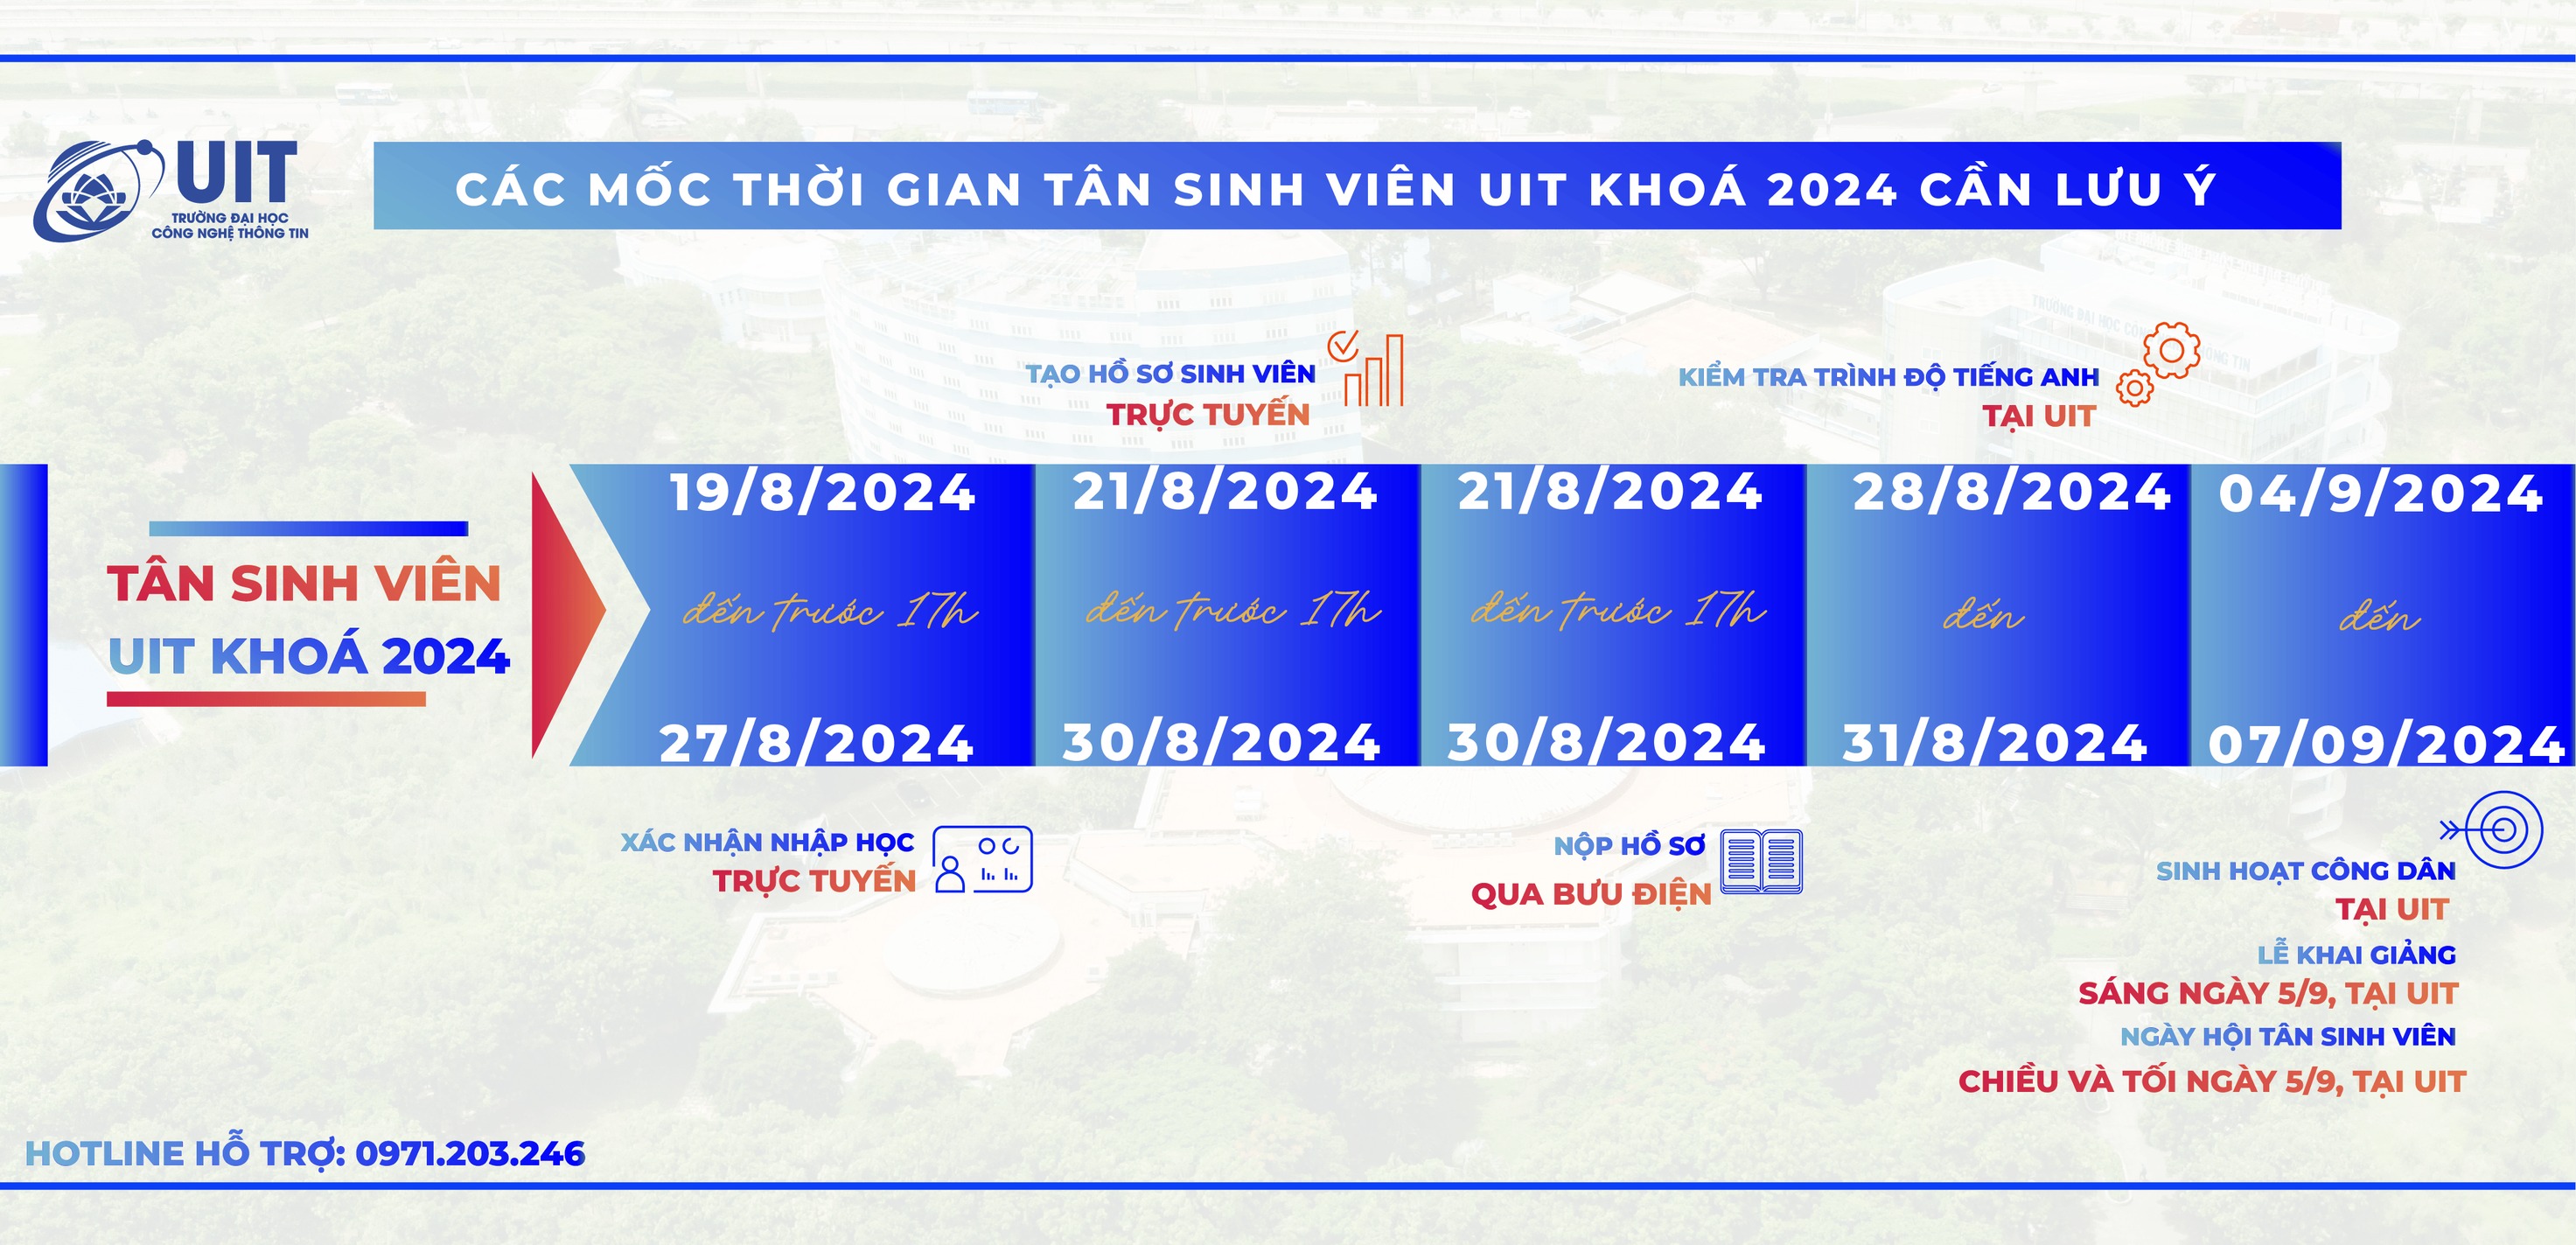 UIT
TRƯỜNG ĐẠI HỌC
CÔNG NGHỆ THÔNG TIN
CÁC MỐC THỜI GIAN TÂN SINH VIÊN UIT KHOÁ 2024 CẦN LƯU Ý
TÂN SINH VIÊN
UIT KHOÁ 2024
19/8/2024
đến trước 17h
27/8/2024
XÁC NHẬN NHẬP HỌC
TRỰC TUYẾN
TẠO HỒ SƠ SINH VIÊN
TRỰC TUYẾN
21/8/2024
đến trước 17h
30/8/2024
21/8/2024
đến trước 17h
30/8/2024
NỘP HỒ SƠ
QUA BƯU ĐIỆN
KIỂM TRA TRÌNH ĐỘ TIẾNG ANH
TẠI UIT
28/8/2024
đến
31/8/2024
04/9/2024
đến
07/09/2024
SINH HOẠT CÔNG DÂN
TẠI UIT
LỄ KHAI GIẢNG
SÁNG NGÀY 5/9, TẠI UIT
NGÀY HỘI TÂN SINH VIÊN
CHIỀU VÀ TỐI NGÀY 5/9, TẠI UIT
HOTLINE HỖ TRỢ: 0971.203.246